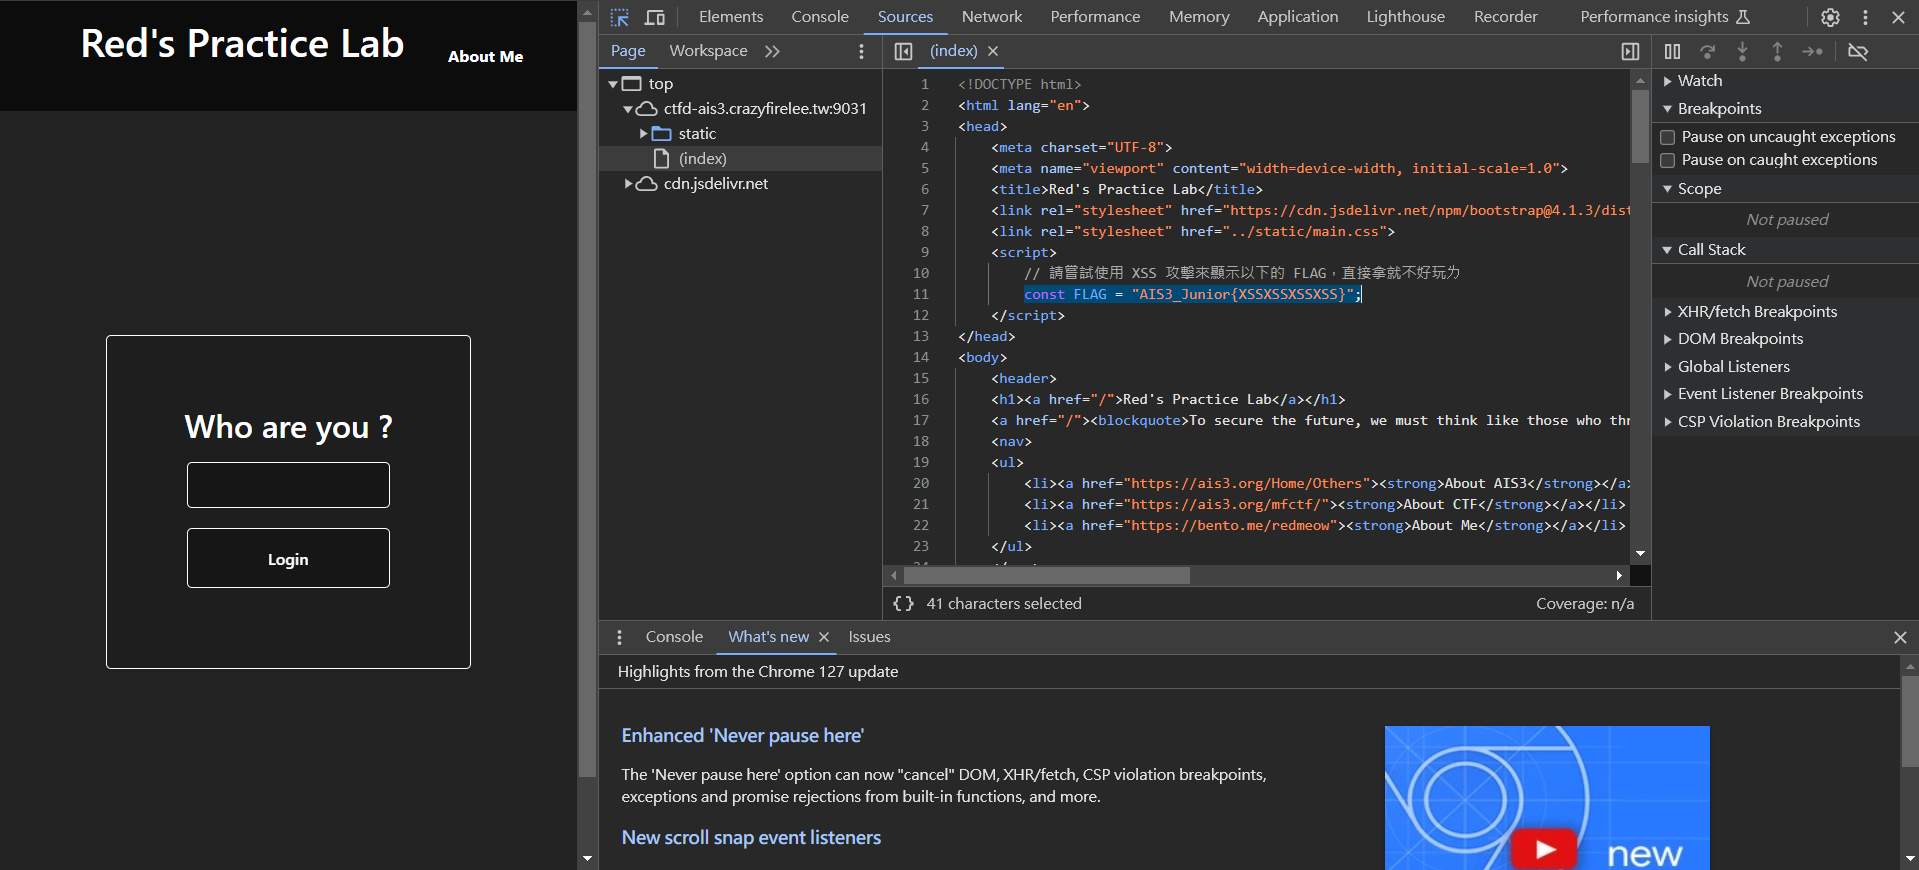 Red's Practice Lab
About Me
Who are you ?
Login
Elements Console Sources Network Performance Memory Application Lighthouse Recorder Performance insights
Page Workspace
(index)
top
ctfd-ais3.crazyfirelee.tw:9031
static
(index)
cdn.jsdelivr.net
1 <!DOCTYPE html>
2 <html lang="en">
3 <head>
4 <meta charset="UTF-8">
5 <meta name="viewport" content="width=device-width, initial-scale=1.0">
6 <title>Red's Practice Lab</title>
7 <link rel="stylesheet" href="https://cdn.jsdelivr.net/npm/bootstrap@4.1.3/dist
8 <link rel="stylesheet" href="../static/main.css">
9 <script>
10 // 請嘗試使用 XSS 攻擊來顯示以下的 FLAG，直接拿就不好玩ㄌ
11 const FLAG = "AIS3_Junior{XSSXSSXSSXSS}";
12 </script>
13 </head>
14 <body>
15 <header>
16 <h1><a href="/">Red's Practice Lab</a></h1>
17 <a href="/"><blockquote>To secure the future, we must think like those who thr
18 <nav>
19 <ul>
20 <li><a href="https://ais3.org/Home/Others"><strong>About AIS3</strong></a>
21 <li><a href="https://ais3.org/mfctf/"><strong>About CTF</strong></a></li>
22 <li><a href="https://bento.me/redmeow"><strong>About Me</strong></a></li>
23 </ul>
{ } 41 characters selected
Coverage: n/a
Watch
Breakpoints
Pause on uncaught exceptions
Pause on caught exceptions
Scope
Not paused
Call Stack
Not paused
XHR/fetch Breakpoints
DOM Breakpoints
Global Listeners
Event Listener Breakpoints
CSP Violation Breakpoints
Console What's new Issues
Highlights from the Chrome 127 update
Enhanced 'Never pause here'
The 'Never pause here' option can now "cancel" DOM, XHR/fetch, CSP violation breakpoints,
exceptions and promise rejections from built-in functions, and more.
New scroll snap event listeners
new